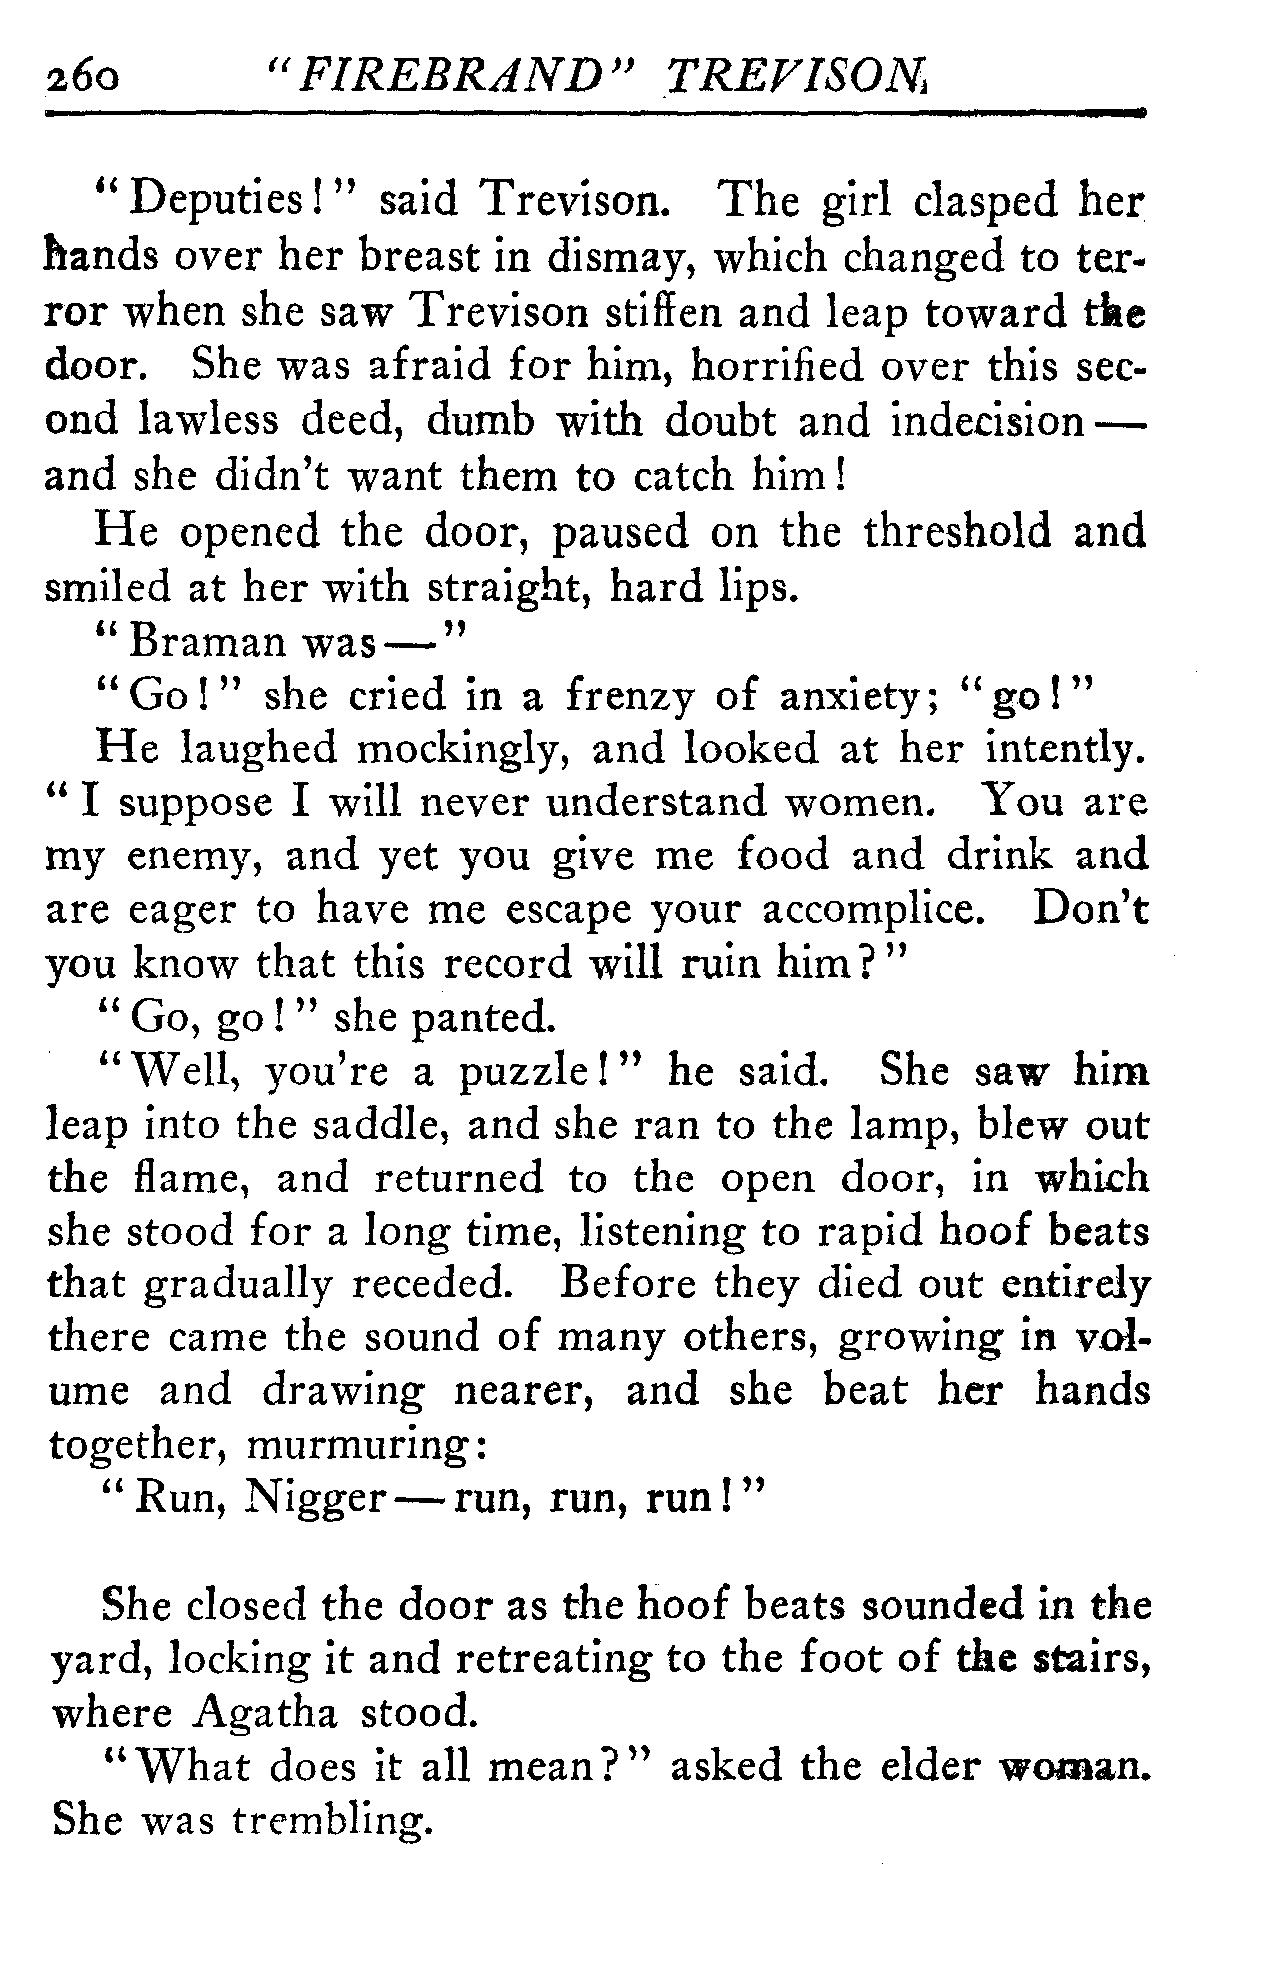 260 "FIREBRAND" TREVISON
"Deputies!" said Trevison. The girl clasped her
hands over her breast in dismay, which changed to ter-
ror when she saw Trevison stiffen and leap toward the
door. She was afraid for him, horrified over this sec-
ond lawless deed, dumb with doubt and indecision—
and she didn't want them to catch him!
He opened the door, paused on the threshold and
smiled at her with straight, hard lips.
"Braman was—"
"Go!" she cried in a frenzy of anxiety; "go!"
He laughed mockingly, and looked at her intently.
"I suppose I will never understand women. You are
my enemy, and yet you give me food and drink and
are eager to have me escape your accomplice. Don't
you know that this record will ruin him?"
"Go, go!" she panted.
"Well, you're a puzzle!" he said. She saw him
leap into the saddle, and she ran to the lamp, blew out
the flame, and returned to the open door, in which
she stood for a long time, listening to rapid hoof beats
that gradually receded. Before they died out entirely
there came the sound of many others, growing in vol-
ume and drawing nearer, and she beat her hands
together, murmuring:
"Run, Nigger—run, run, run!"
She closed the door as the hoof beats sounded in the
yard, locking it and retreating to the foot of the stairs,
where Agatha stood.
"What does it all mean?" asked the elder woman.
She was trembling.